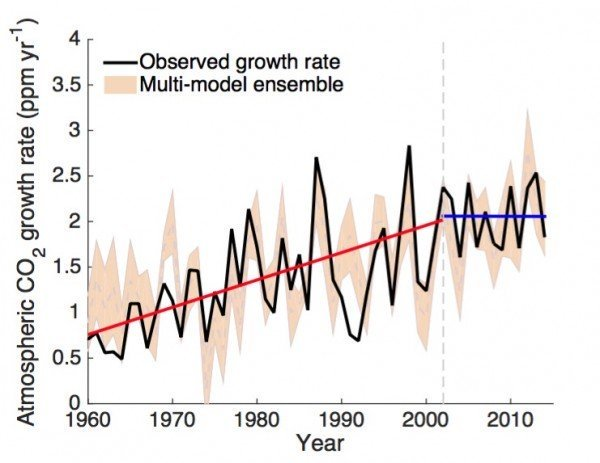 Atmospheric CO2 growth rate (ppm yr-1)
4
3.5
3
2.5
2
1.5
1
0.5
0
Observed growth rate
Multi-model ensemble
1960 1970 1980 1990 2000 2010
Year